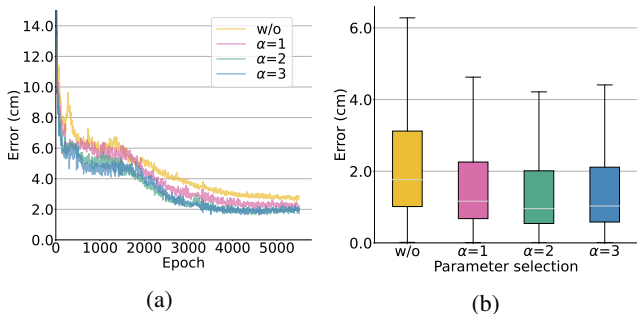 14.0
12.0
10.0
8.0
6.0
4.0
2.0
0.0
Error (cm)
0 1000 2000 3000 4000 5000
Epoch
w/o
α=1
α=2
α=3
(a)
6.0
4.0
2.0
0.0
Error (cm)
w/o α=1 α=2 α=3
Parameter selection
(b)